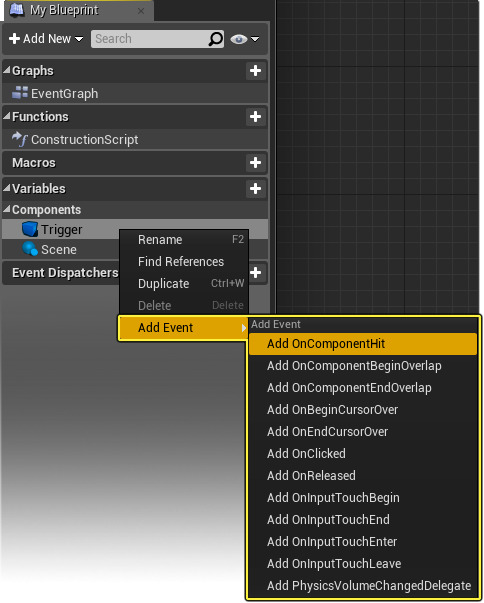 My Blueprint
Add New
Search
Graphs
EventGraph
Functions
ConstructionScript
Macros
Variables
Components
Trigger
Scene
Event Dispatchers
Rename F2
Find References
Duplicate Ctrl+W
Delete Delete
Add Event
Add Event
Add OnComponentHit
Add OnComponentBeginOverlap
Add OnComponentEndOverlap
Add OnBeginCursorOver
Add OnEndCursorOver
Add OnClicked
Add OnReleased
Add OnInputTouchBegin
Add OnInputTouchEnd
Add OnInputTouchEnter
Add OnInputTouchLeave
Add PhysicsVolumeChangedDelegate